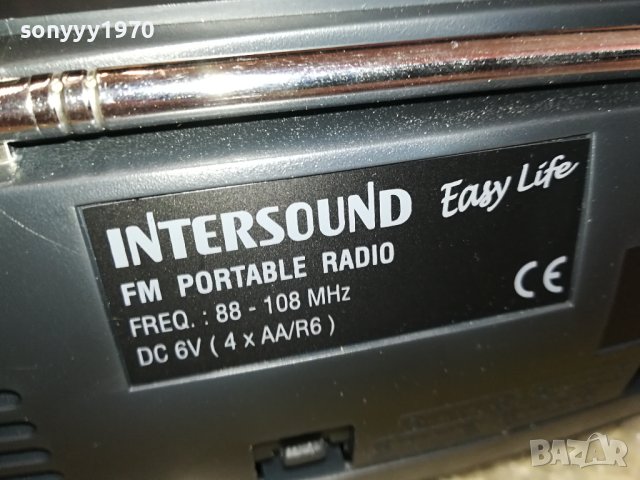 sonyyy1970
INTERSOUND Easy Life
FM PORTABLE RADIO
FREQ. : 88 - 108 MHz
DC 6V ( 4 x AA/R6 )
CE
BAZAR